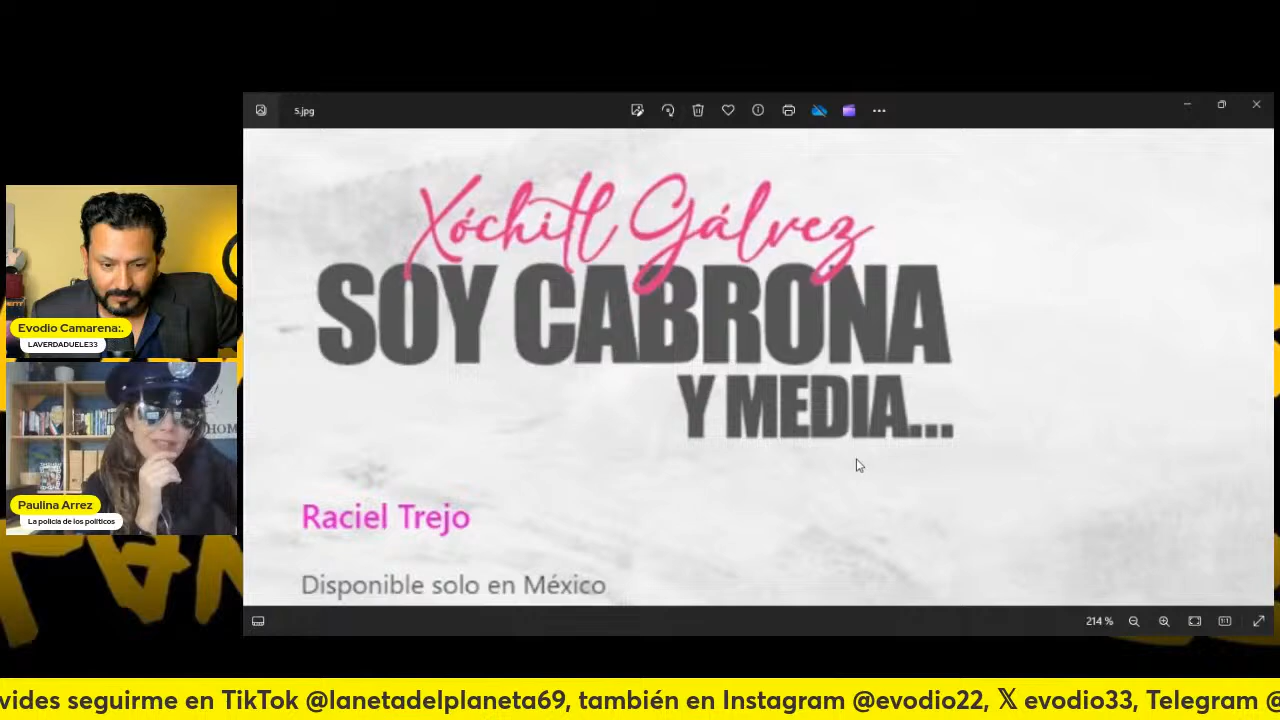 S.jpg
Xóchitl Gálvez
SOY CABRONA
Y MEDIA...
Raciel Trejo
Disponible solo en México
214 %
Evodio Camarena:.
LAVERDADUELE33
HOM
Paulina Arrez
La policía de los políticos
vides seguirme en TikTok @lanetadelplaneta69, también en Instagram @evodio22, 𝕏 evodio33, Telegram @